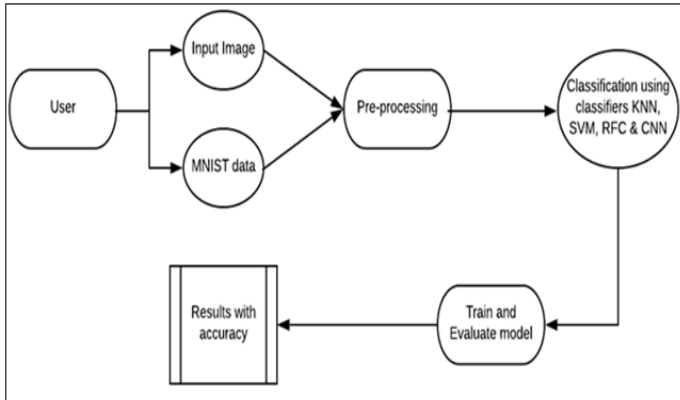 User
Input Image
MNIST data
Pre-processing
Classification using
classifiers KNN,
SVM, RFC & CNN
Train and
Evaluate model
Results with
accuracy